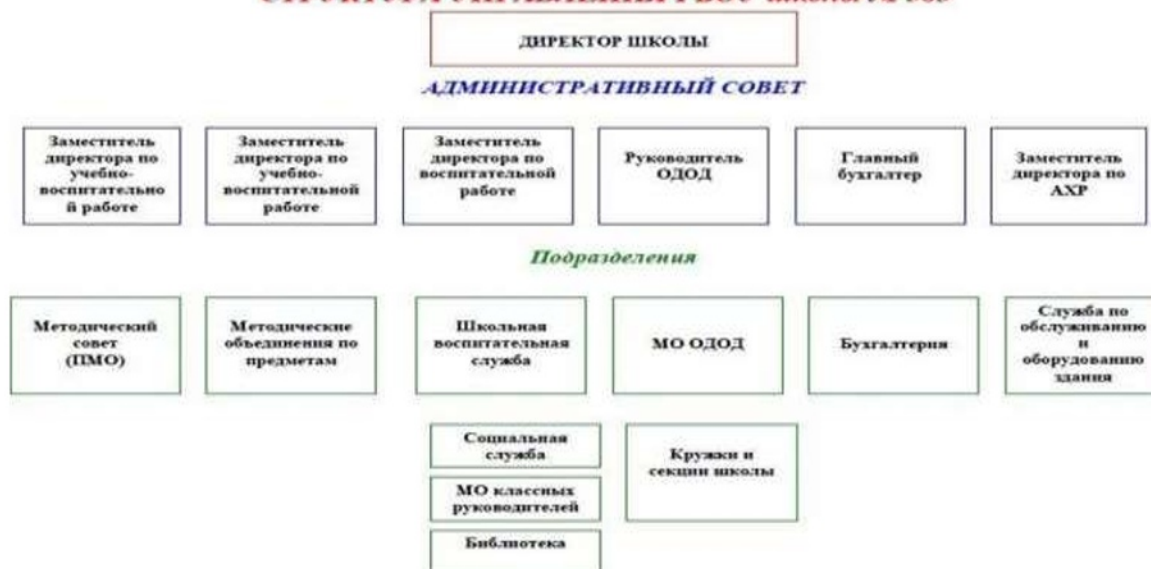 ДИРЕКТОР ШКОЛЫ
АДМИНИСТРАТИВНЫЙ СОВЕТ
Заместитель
директора по
учебно-
воспитательно
й работе
Заместитель
директора по
учебно-
воспитательной
работе
Заместитель
директора по
воспитательной
работе
Руководитель
ОДОД
Главный
бухгалтер
Заместитель
директора по
АХР
Подразделения
Методический
совет
(ПМО)
Методические
объединения по
предметам
Школьная
воспитательная
служба
МО ОДОД
Бухгалтерия
Служба по
обслуживанию
и
оборудованию
здания
Социальная
служба
МО классных
руководителей
Библиотека
Кружки и
секции школы